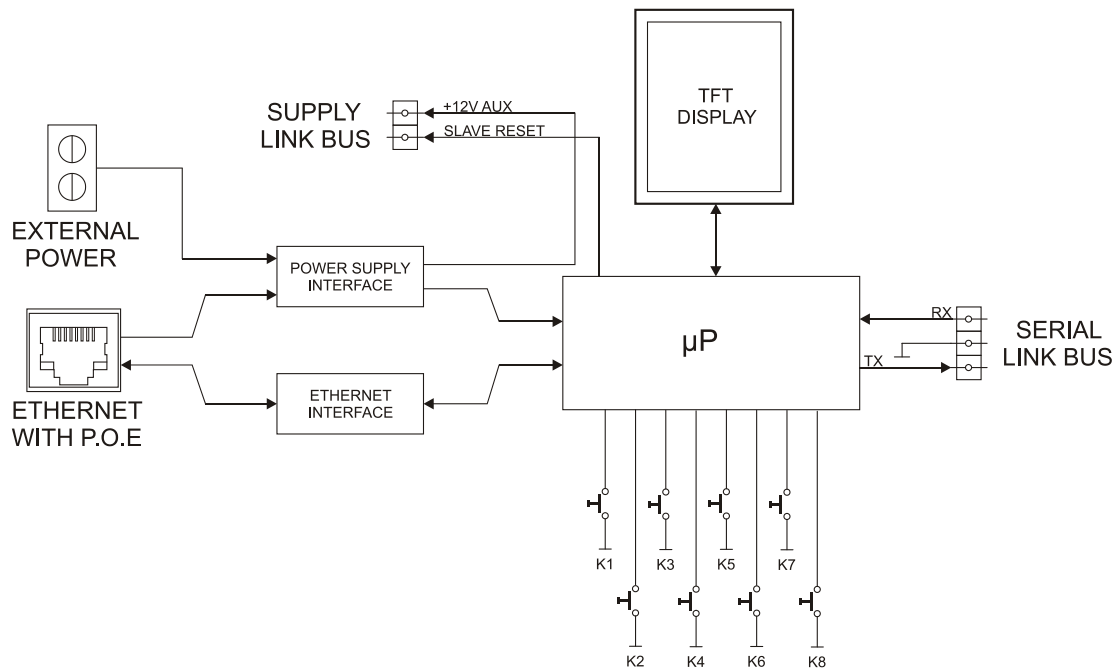 TFT
DISPLAY
SUPPLY
LINK BUS
+12V AUX
SLAVE RESET
EXTERNAL
POWER
POWER SUPPLY
INTERFACE
µP
RX
TX
SERIAL
LINK BUS
ETHERNET
WITH P.O.E
ETHERNET
INTERFACE
K1
K3
K5
K7
K2
K4
K6
K8